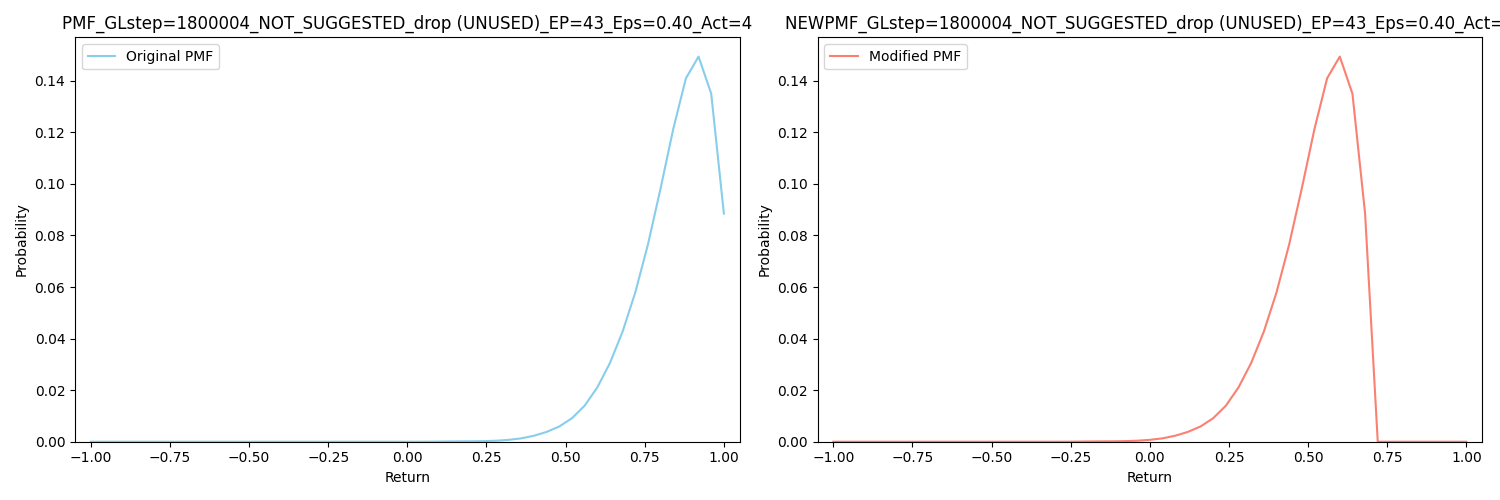 PMF_GLstep=1800004_NOT_SUGGESTED_drop (UNUSED)_EP=43_Eps=0.40_Act=4
Original PMF
Probability
0.14
0.12
0.10
0.08
0.06
0.04
0.02
0.00
−1.00 −0.75 −0.50 −0.25 0.00 0.25 0.50 0.75 1.00
Return
NEWPMF_GLstep=1800004_NOT_SUGGESTED_drop (UNUSED)_EP=43_Eps=0.40_Act=
Modified PMF
Probability
0.14
0.12
0.10
0.08
0.06
0.04
0.02
0.00
−1.00 −0.75 −0.50 −0.25 0.00 0.25 0.50 0.75 1.00
Return